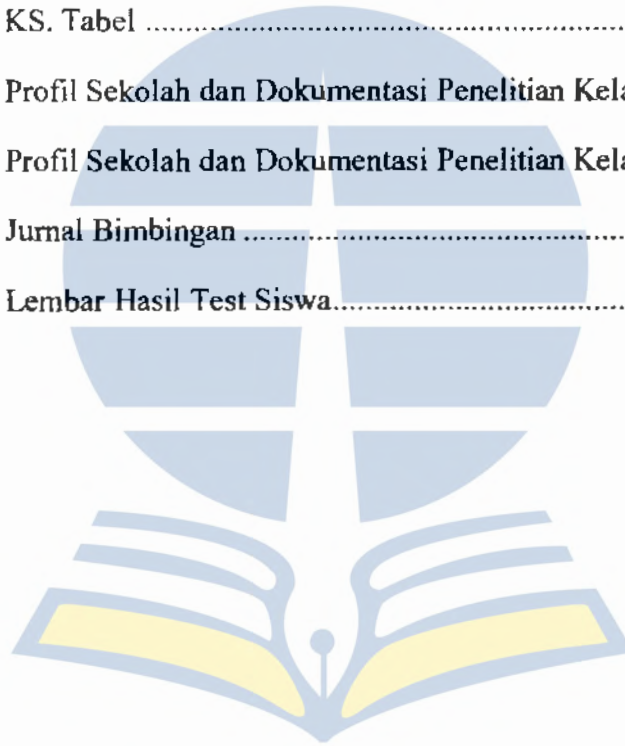 KS. Tabel ..........................................................
Profil Sekolah dan Dokumentasi Penelitian Kela
Profil Sekolah dan Dokumentasi Penelitian Kela
Jurnal Bimbingan ..........................................................
Lembar Hasil Test Siswa..........................................................